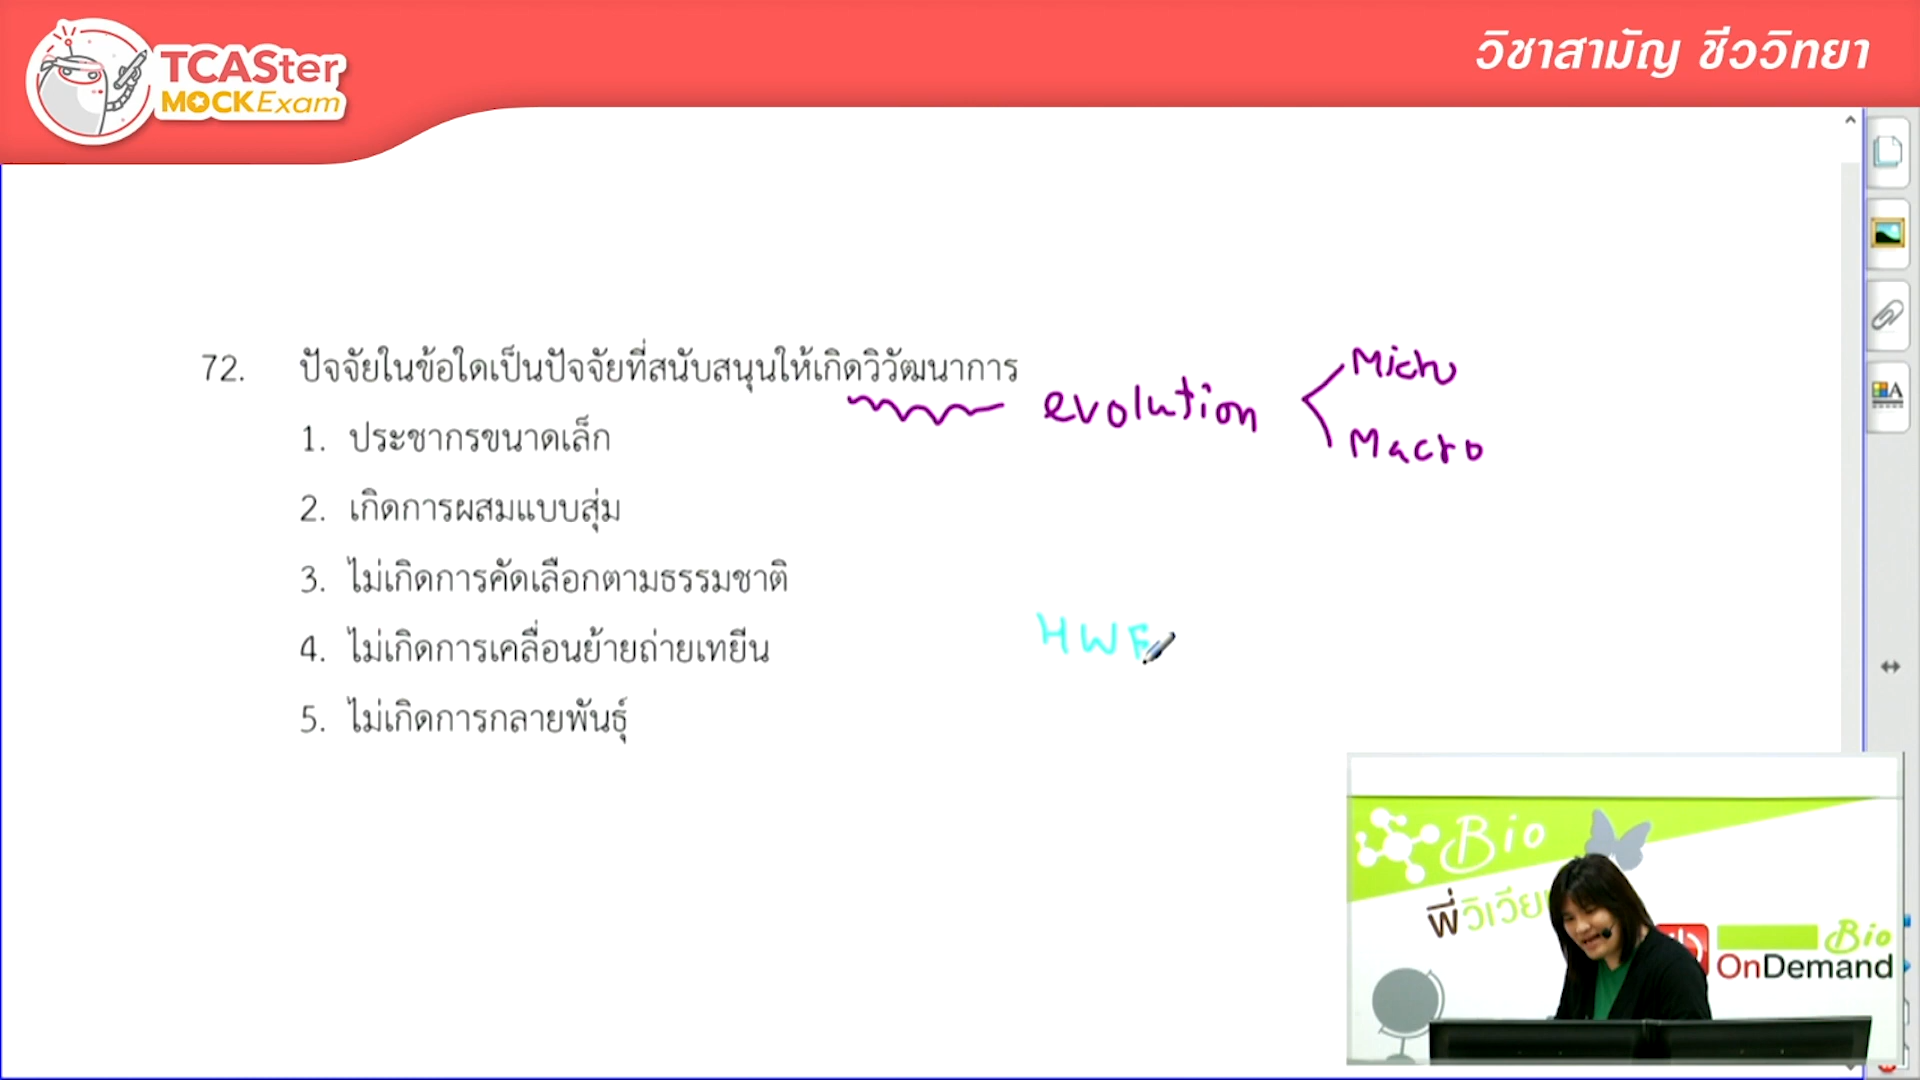 TCASter
MOCK Exam
วิชาสามัญ ชีววิทยา
72. ปัจจัยในข้อใดเป็นปัจจัยที่สนับสนุนให้เกิดวิวัฒนาการ
evolution
Micro
Macro
1. ประชากรขนาดเล็ก
2. เกิดการผสมแบบสุ่ม
3. ไม่เกิดการคัดเลือกตามธรรมชาติ
4. ไม่เกิดการเคลื่อนย้ายถ่ายเทยีน
5. ไม่เกิดการกลายพันธุ์
HWE
Bio
Bio
OnDemand